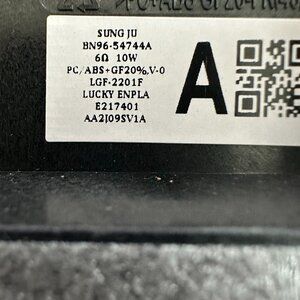 SUNG JU
BN96-54744A
6Ω 10W
PC/ABS+GF20%,V-0
LGF-2201F
LUCKY ENPLA
E217401
AA2J09SV1A
A